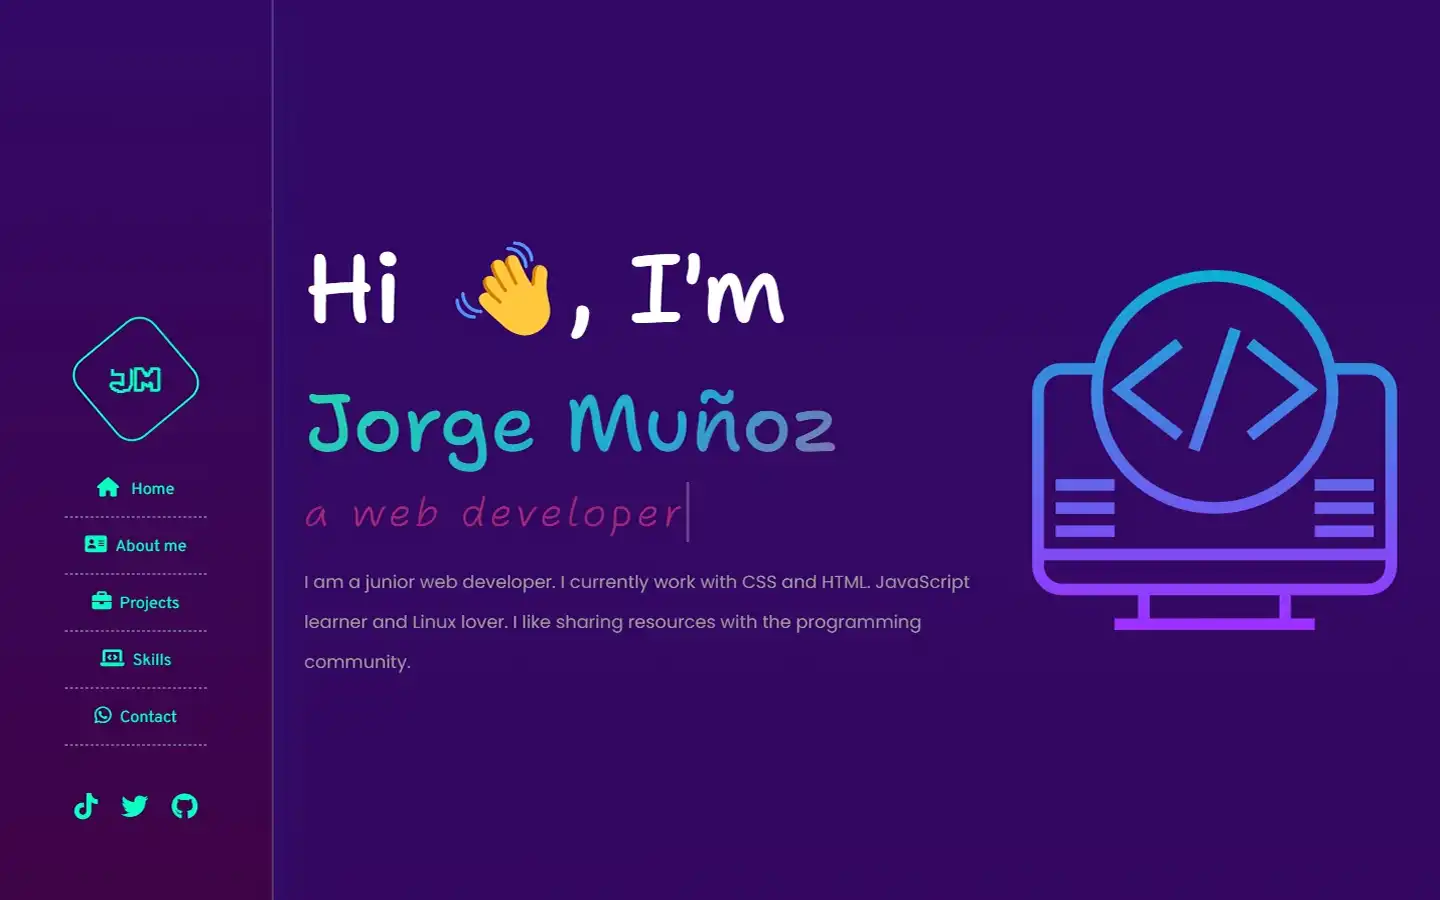 JM
Home
About me
Projects
Skills
Contact
Hi 👋, I'm
Jorge Muñoz
a web developer
I am a junior web developer. I currently work with CSS and HTML. JavaScript
learner and Linux lover. I like sharing resources with the programming
community.